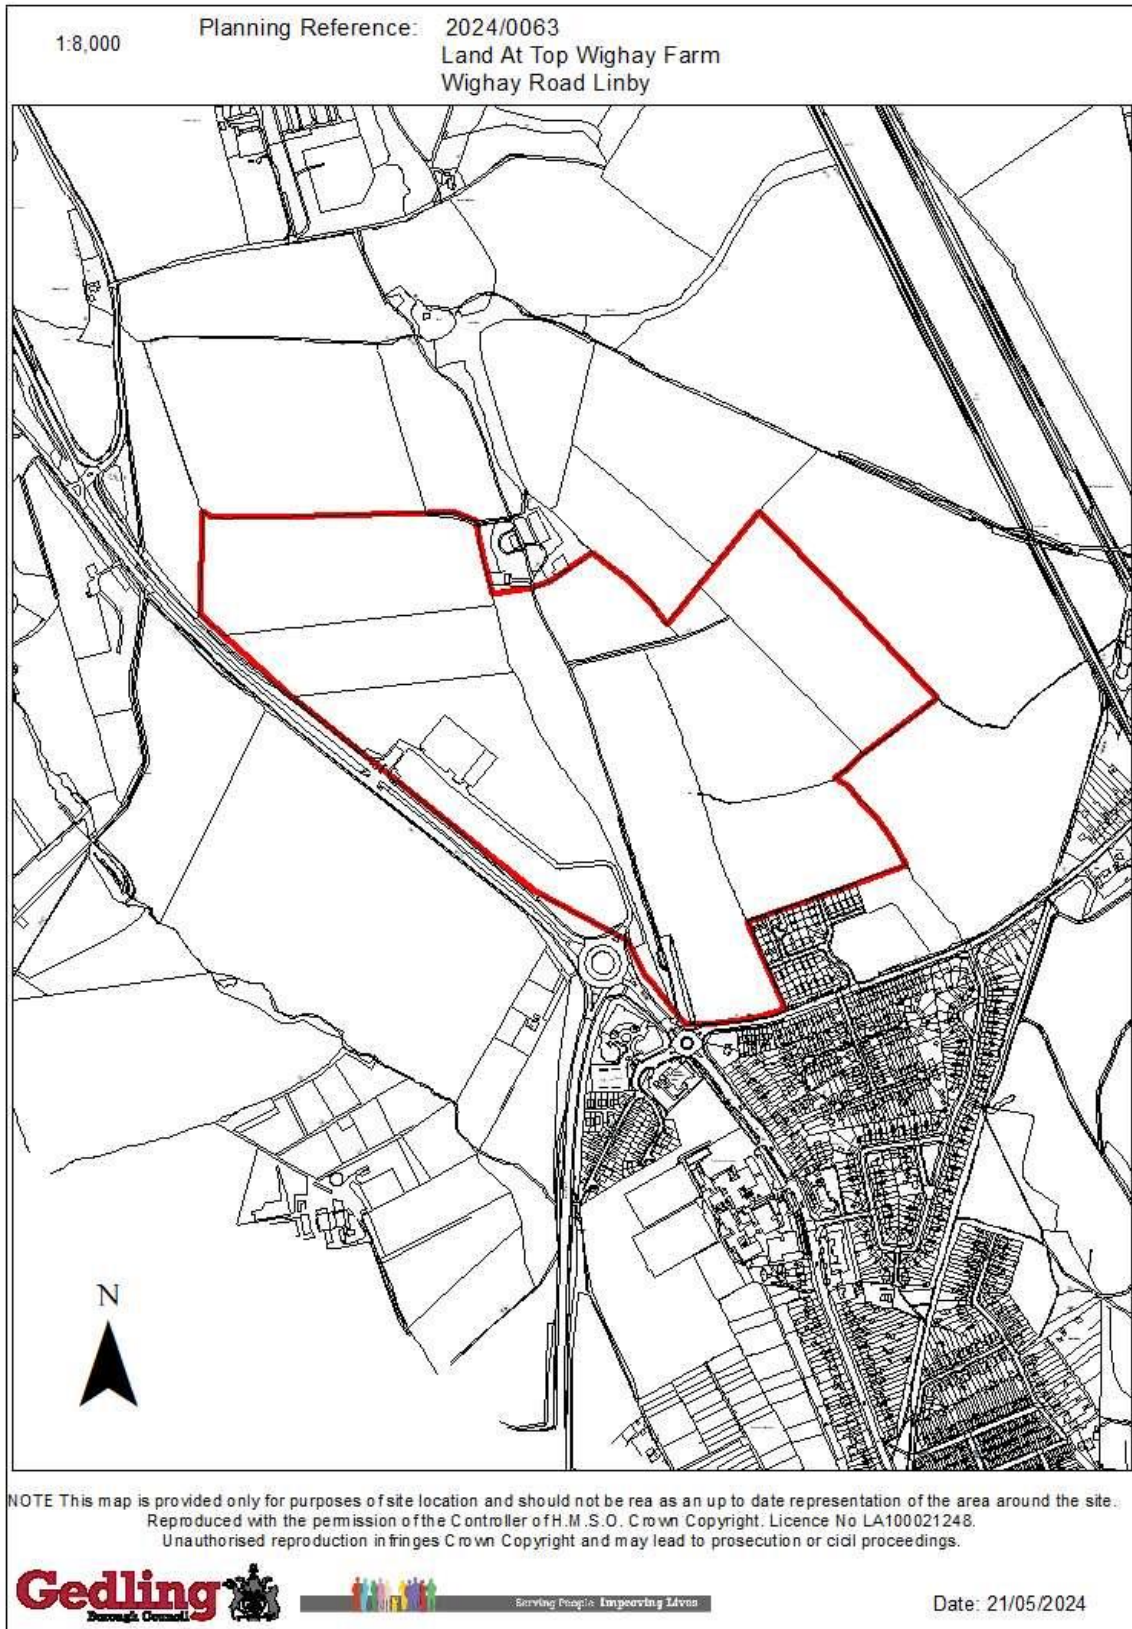 1:8,000
Planning Reference: 2024/0063
Land At Top Wighay Farm
Wighay Road Linby
N
NOTE This map is provided only for purposes of site location and should not be rea as an up to date representation of the area around the site.
Reproduced with the permission of the Controller of H.M.S.O. Crown Copyright. Licence No LA100021248.
Unauthorised reproduction infringes Crown Copyright and may lead to prosecution or cicil proceedings.
Gedling
Borough Council
Serving People Improving Lives
Date: 21/05/2024